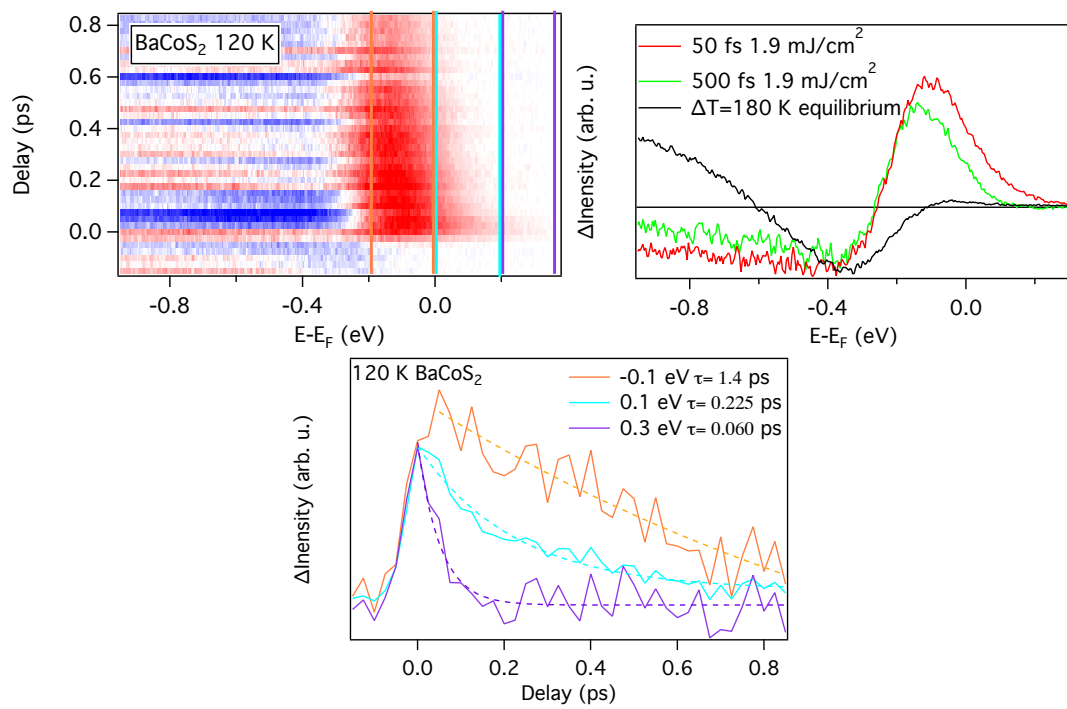 0.8
0.6
0.4
0.2
0.0
Delay (ps)
BaCoS₂ 120 K
-0.8
-0.4
0.0
E-E_F (eV)
50 fs 1.9 mJ/cm²
500 fs 1.9 mJ/cm²
ΔT=180 K equilibrium
ΔInensity (arb. u.)
-0.8
-0.4
0.0
E-E_F (eV)
120 K BaCoS₂
-0.1 eV τ= 1.4 ps
0.1 eV τ= 0.225 ps
0.3 eV τ= 0.060 ps
ΔInensity (arb. u.)
0.0
0.2
0.4
0.6
0.8
Delay (ps)